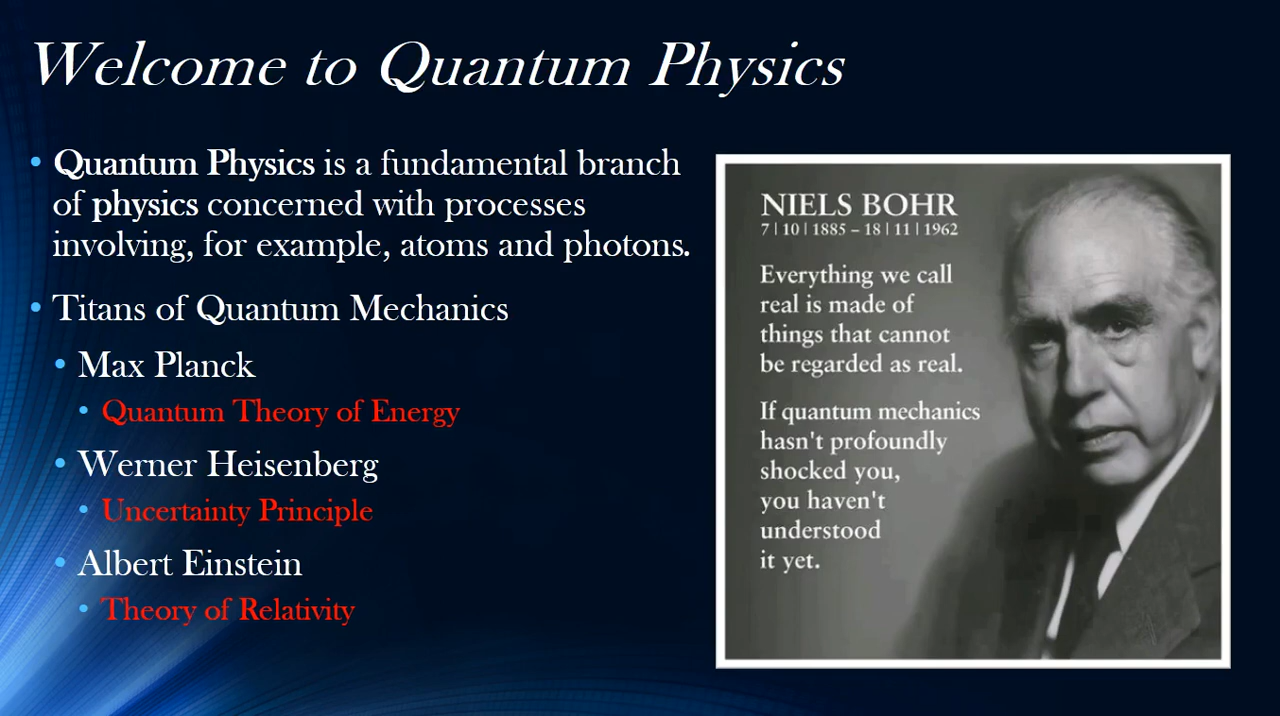 Welcome to Quantum Physics
• Quantum Physics is a fundamental branch
of physics concerned with processes
involving, for example, atoms and photons.
• Titans of Quantum Mechanics
• Max Planck
• Quantum Theory of Energy
• Werner Heisenberg
• Uncertainty Principle
• Albert Einstein
• Theory of Relativity
NIELS BOHR
7 | 10 | 1885 – 18 | 11 | 1962
Everything we call
real is made of
things that cannot
be regarded as real.
If quantum mechanics
hasn't profoundly
shocked you,
you haven't
understood
it yet.